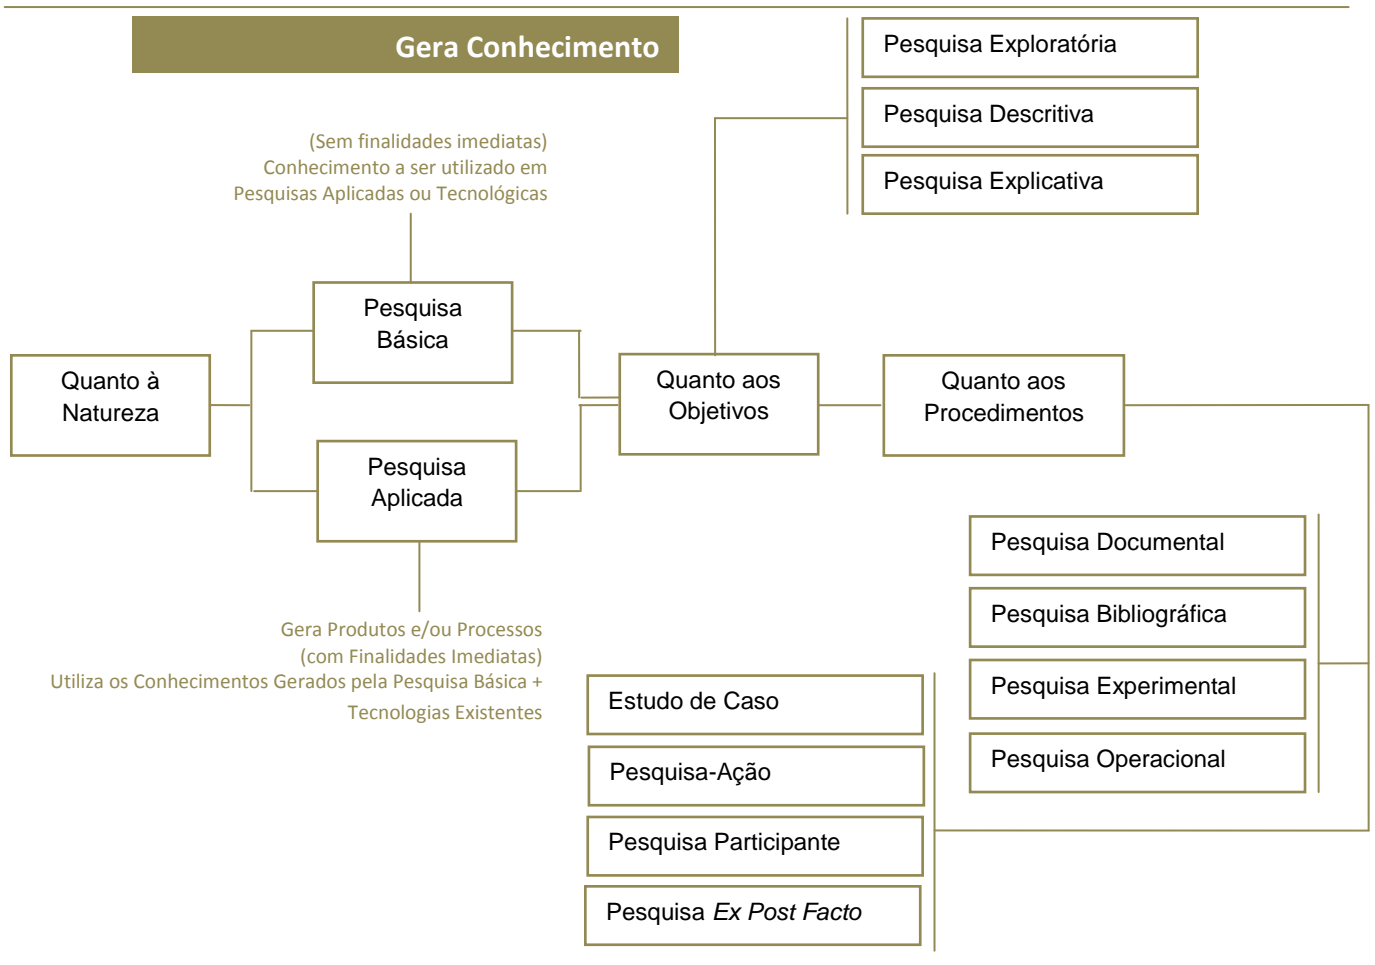 Gera Conhecimento
(Sem finalidades imediatas)
Conhecimento a ser utilizado em
Pesquisas Aplicadas ou Tecnológicas
Pesquisa Exploratória
Pesquisa Descritiva
Pesquisa Explicativa
Pesquisa
Básica
Quanto à
Natureza
Pesquisa
Aplicada
Quanto aos
Objetivos
Quanto aos
Procedimentos
Gera Produtos e/ou Processos
(com Finalidades Imediatas)
Utiliza os Conhecimentos Gerados pela Pesquisa Básica +
Tecnologias Existentes
Pesquisa Documental
Pesquisa Bibliográfica
Pesquisa Experimental
Pesquisa Operacional
Estudo de Caso
Pesquisa-Ação
Pesquisa Participante
Pesquisa Ex Post Facto